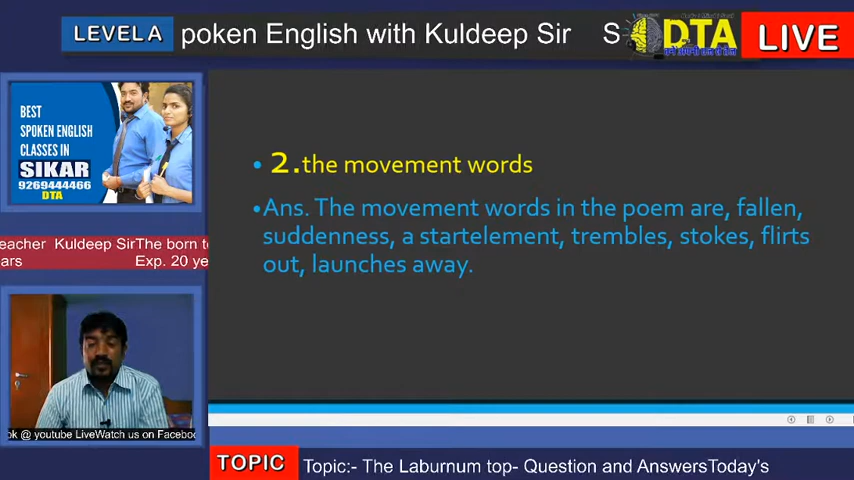 LEVEL A
poken English with Kuldeep Sir S
DTA
LIVE
BEST
SPOKEN ENGLISH
CLASSES IN
SIKAR
9269444466
DTA
• 2.the movement words
•Ans. The movement words in the poem are, fallen,
suddenness, a startelement, trembles, stokes, flirts
out, launches away.
eacher Kuldeep SirThe born t
ars Exp. 20 ye
ok @ youtube LiveWatch us on Faceboo
TOPIC
Topic:- The Laburnum top- Question and AnswersToday's